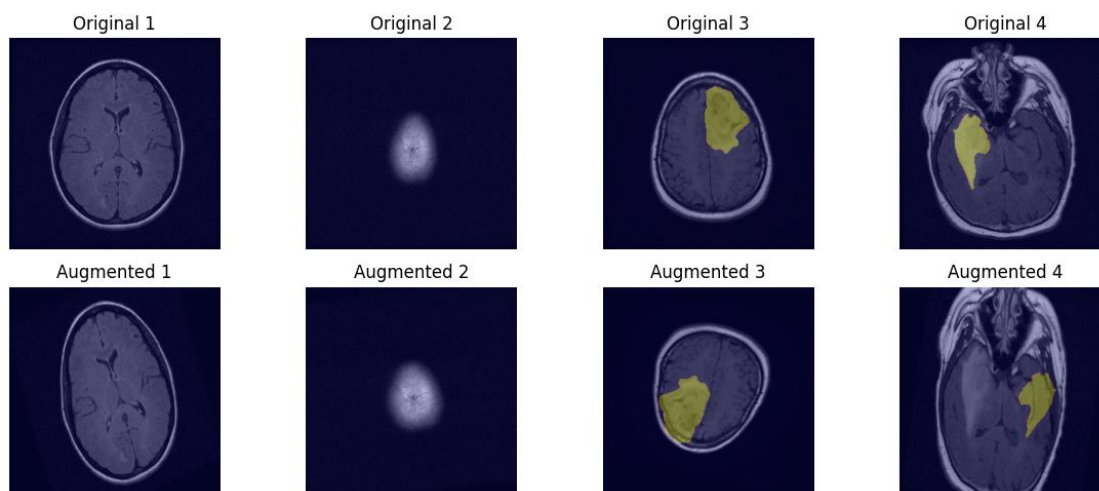 Original 1
Original 2
Original 3
Original 4
Augmented 1
Augmented 2
Augmented 3
Augmented 4